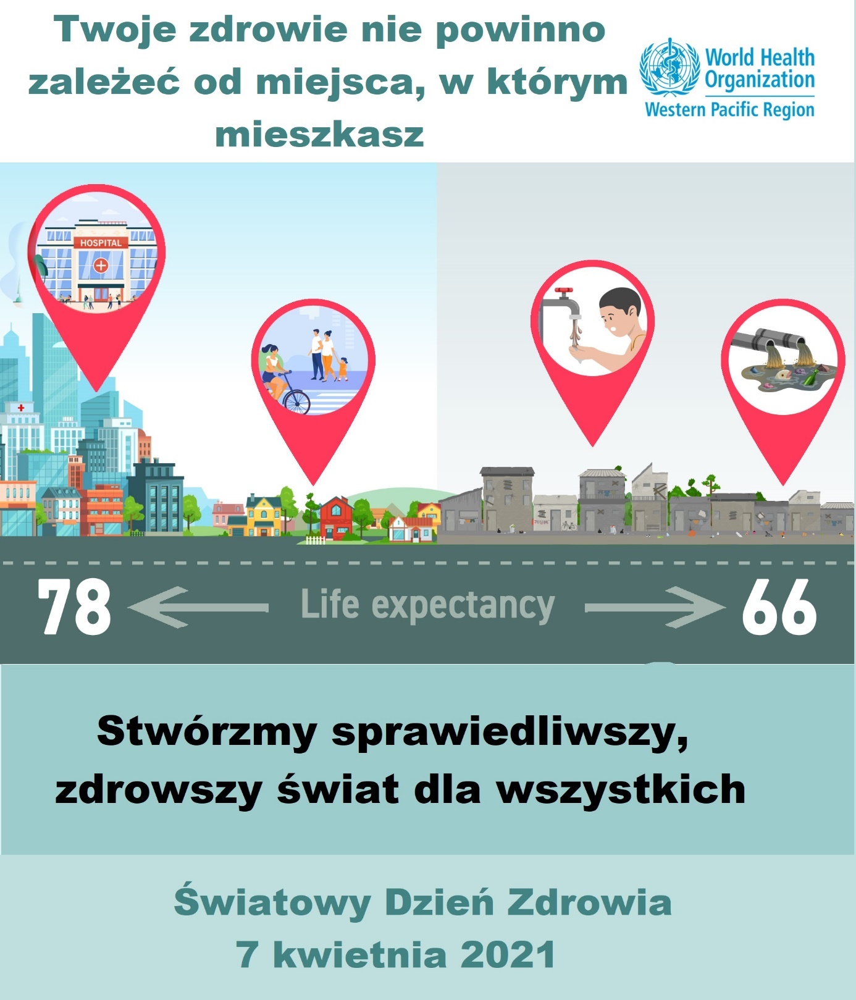 Twoje zdrowie nie powinno
zależeć od miejsca, w którym
mieszkasz
World Health
Organization
Western Pacific Region
HOSPITAL
78
Life expectancy
66
Stwórzmy sprawiedliwszy,
zdrowszy świat dla wszystkich
Światowy Dzień Zdrowia
7 kwietnia 2021